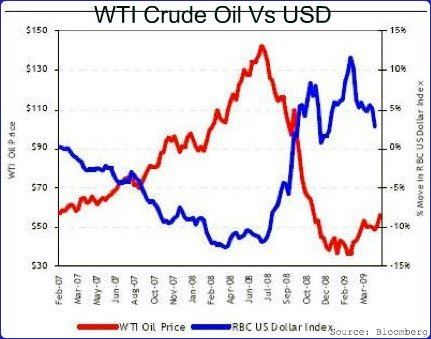 WTI Crude Oil Vs USD
$150
$130
$110
$90
$70
$50
$30
WTI Oil Price
15%
10%
5%
0%
-5%
-10%
-15%
% Move in RBC US Dollar Index
Feb-07
Mar-07
May-07
Jun-07
Aug-07
Oct-07
Nov-07
Jan-08
Feb-08
Apr-08
Jun-08
Jul-08
Sep-08
Oct-08
Dec-08
Feb-09
Mar-09
WTI Oil Price
RBC US Dollar Index
Source: Bloomberg